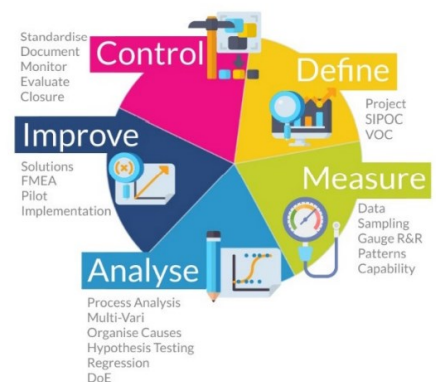 Define
Project
SIPOC
VOC
Measure
Data
Sampling
Gauge R&R
Patterns
Capability
Analyse
Process Analysis
Multi-Vari
Organise Causes
Hypothesis Testing
Regression
DoE
Improve
Solutions
FMEA
Pilot
Implementation
Control
Standardise
Document
Monitor
Evaluate
Closure
(x)